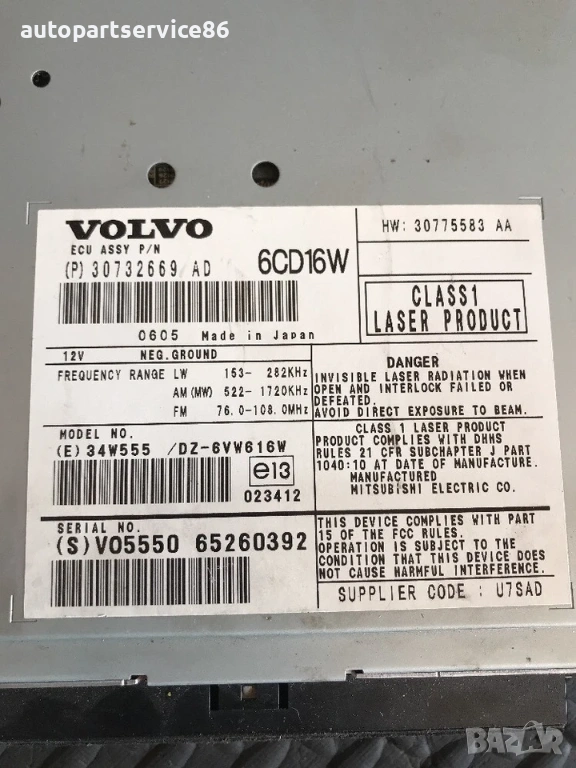 autopartservice86
VOLVO
ECU ASSY P/N
(P) 30732669 AD
6CD16W
HW: 30775583 AA
CLASS1
LASER PRODUCT
0605 Made in Japan
12V NEG.GROUND
FREQUENCY RANGE LW 153- 282KHz
AM(MW) 522-1720KHz
FM 76.0-108.0MHz
DANGER
INVISIBLE LASER RADIATION WHEN
OPEN AND INTERLOCK FAILED OR
DEFEATED.
AVOID DIRECT EXPOSURE TO BEAM.
MODEL NO.
(E) 34W555 /DZ-6VW616W
e13
023412
CLASS 1 LASER PRODUCT
PRODUCT COMPLIES WITH DHHS
RULES 21 CFR SUBCHAPTER J PART
1040:10 AT DATE OF MANUFACTURE.
MANUFACTURED
MITSUBISHI ELECTRIC CO.
SERIAL NO.
(S) V05550 65260392
THIS DEVICE COMPLIES WITH PART
15 OF THE FCC RULES.
OPERATION IS SUBJECT TO THE
CONDITION THAT THIS DEVICE DOES
NOT CAUSE HARMFUL INTERFERENCE.
SUPPLIER CODE : U7SAD
BAZAR